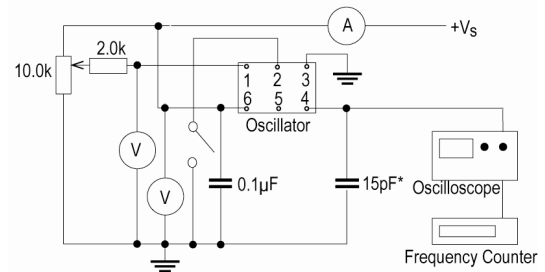 A
+Vs
2.0k
10.0k
1 2 3
6 5 4
Oscillator
V
V
0.1µF
15pF*
Oscilloscope
Frequency Counter